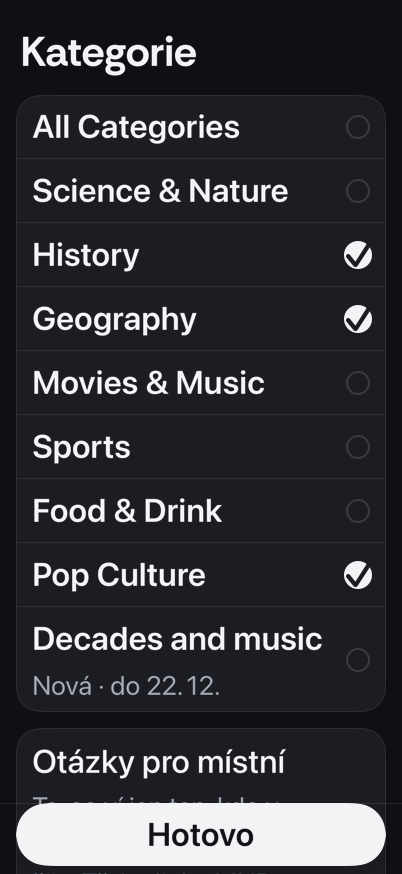 Kategorie
All Categories
Science & Nature
History
Geography
Movies & Music
Sports
Food & Drink
Pop Culture
Decades and music
Nová · do 22. 12.
Otázky pro místní
Hotovo